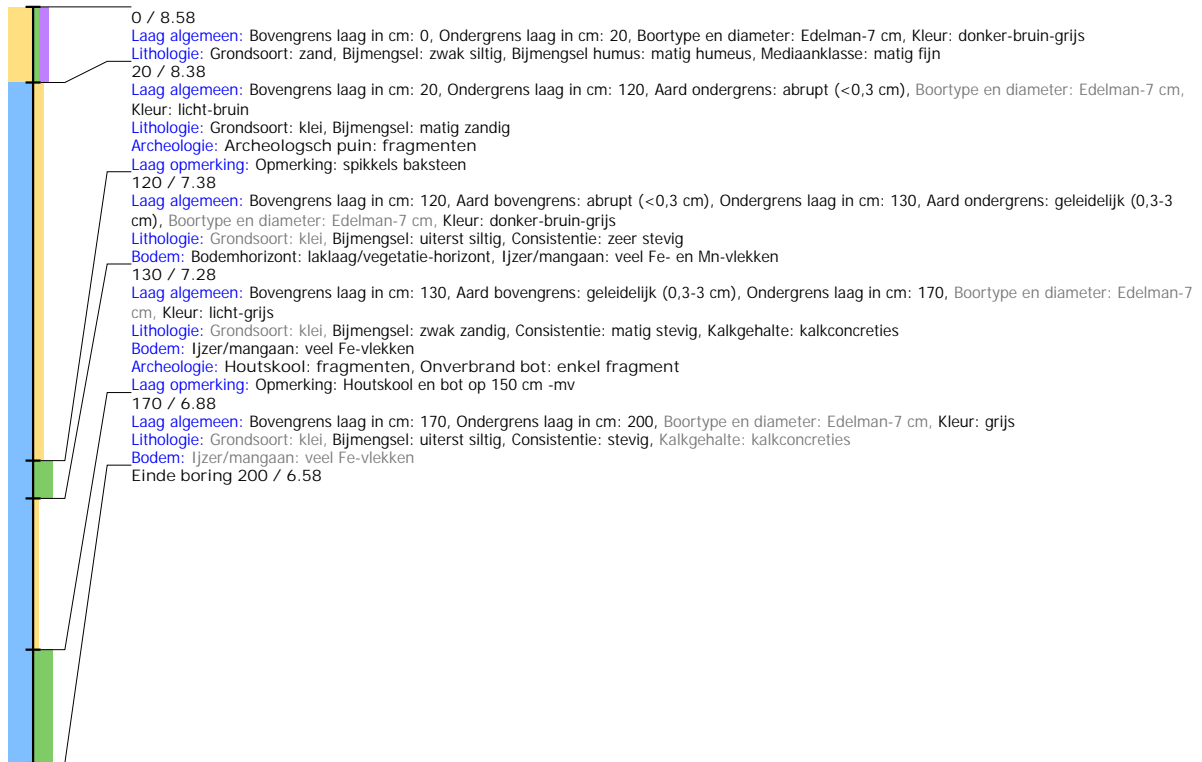 0 / 8.58
Laag algemeen: Bovengrens laag in cm: 0, Ondergrens laag in cm: 20, Boortype en diameter: Edelman-7 cm, Kleur: donker-bruin-grijs
Lithologie: Grondsoort: zand, Bijmengsel: zwak siltig, Bijmengsel humus: matig humeus, Mediaanklasse: matig fijn
20 / 8.38
Laag algemeen: Bovengrens laag in cm: 20, Ondergrens laag in cm: 120, Aard ondergrens: abrupt (<0,3 cm), Boortype en diameter: Edelman-7 cm,
Kleur: licht-bruin
Lithologie: Grondsoort: klei, Bijmengsel: matig zandig
Archeologie: Archeologsch puin: fragmenten
Laag opmerking: Opmerking: spikkels baksteen
120 / 7.38
Laag algemeen: Bovengrens laag in cm: 120, Aard bovengrens: abrupt (<0,3 cm), Ondergrens laag in cm: 130, Aard ondergrens: geleidelijk (0,3-3
cm), Boortype en diameter: Edelman-7 cm, Kleur: donker-bruin-grijs
Lithologie: Grondsoort: klei, Bijmengsel: uiterst siltig, Consistentie: zeer stevig
Bodem: Bodemhorizont: laklaag/vegetatie-horizont, Ijzer/mangaan: veel Fe- en Mn-vlekken
130 / 7.28
Laag algemeen: Bovengrens laag in cm: 130, Aard bovengrens: geleidelijk (0,3-3 cm), Ondergrens laag in cm: 170, Boortype en diameter: Edelman-7
cm, Kleur: licht-grijs
Lithologie: Grondsoort: klei, Bijmengsel: zwak zandig, Consistentie: matig stevig, Kalkgehalte: kalkconcreties
Bodem: Ijzer/mangaan: veel Fe-vlekken
Archeologie: Houtskool: fragmenten, Onverbrand bot: enkel fragment
Laag opmerking: Opmerking: Houtskool en bot op 150 cm -mv
170 / 6.88
Laag algemeen: Bovengrens laag in cm: 170, Ondergrens laag in cm: 200, Boortype en diameter: Edelman-7 cm, Kleur: grijs
Lithologie: Grondsoort: klei, Bijmengsel: uiterst siltig, Consistentie: stevig, Kalkgehalte: kalkconcreties
Bodem: Ijzer/mangaan: veel Fe-vlekken
Einde boring 200 / 6.58